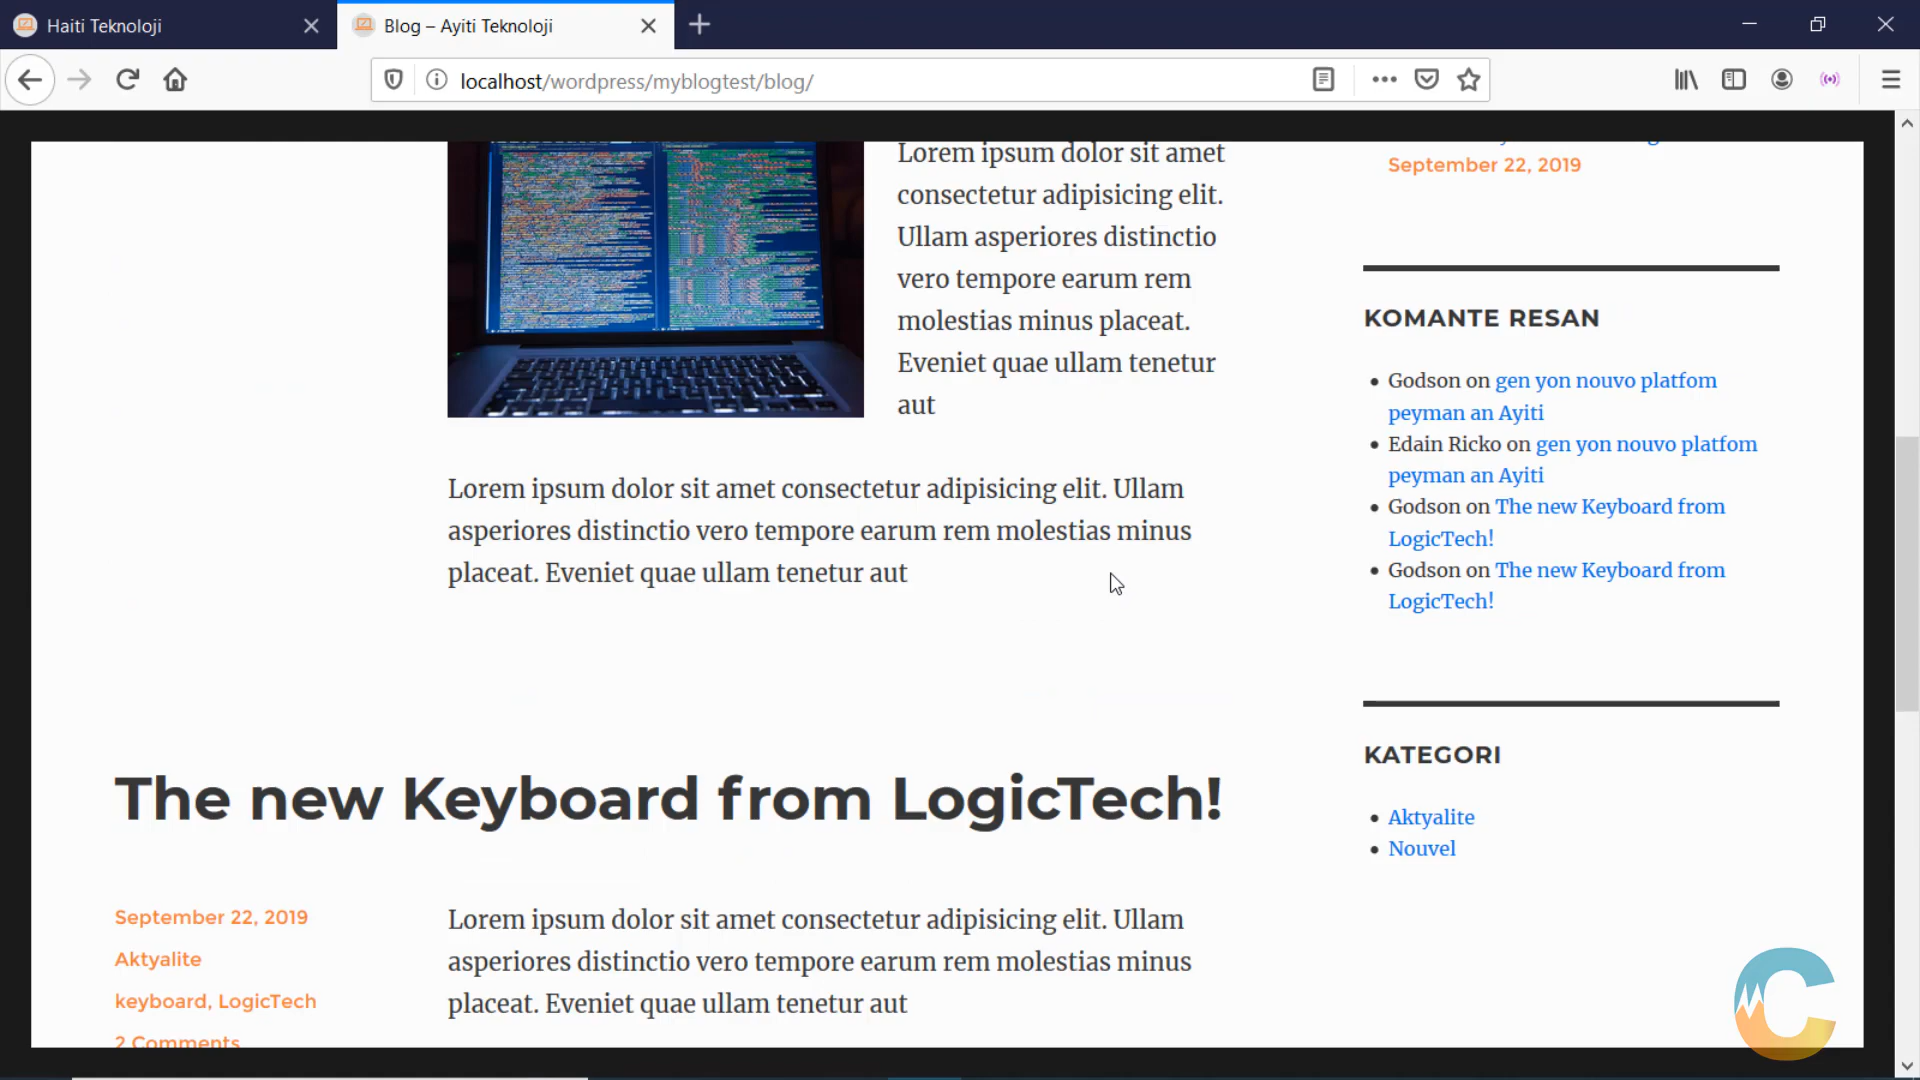 Haiti Teknoloji
Blog – Ayiti Teknoloji
localhost/wordpress/myblogtest/blog/
Lorem ipsum dolor sit amet
consectetur adipisicing elit.
Ullam asperiores distinctio
vero tempore earum rem
molestias minus placeat.
Eveniet quae ullam tenetur
aut
Lorem ipsum dolor sit amet consectetur adipisicing elit. Ullam
asperiores distinctio vero tempore earum rem molestias minus
placeat. Eveniet quae ullam tenetur aut
The new Keyboard from LogicTech!
September 22, 2019
Aktyalite
keyboard, LogicTech
2 Comments
Lorem ipsum dolor sit amet consectetur adipisicing elit. Ullam
asperiores distinctio vero tempore earum rem molestias minus
placeat. Eveniet quae ullam tenetur aut
September 22, 2019
KOMANTE RESAN
Godson on gen yon nouvo platfom
peyman an Ayiti
Edain Ricko on gen yon nouvo platfom
peyman an Ayiti
Godson on The new Keyboard from
LogicTech!
Godson on The new Keyboard from
LogicTech!
KATEGORI
Aktyalite
Nouvel
C